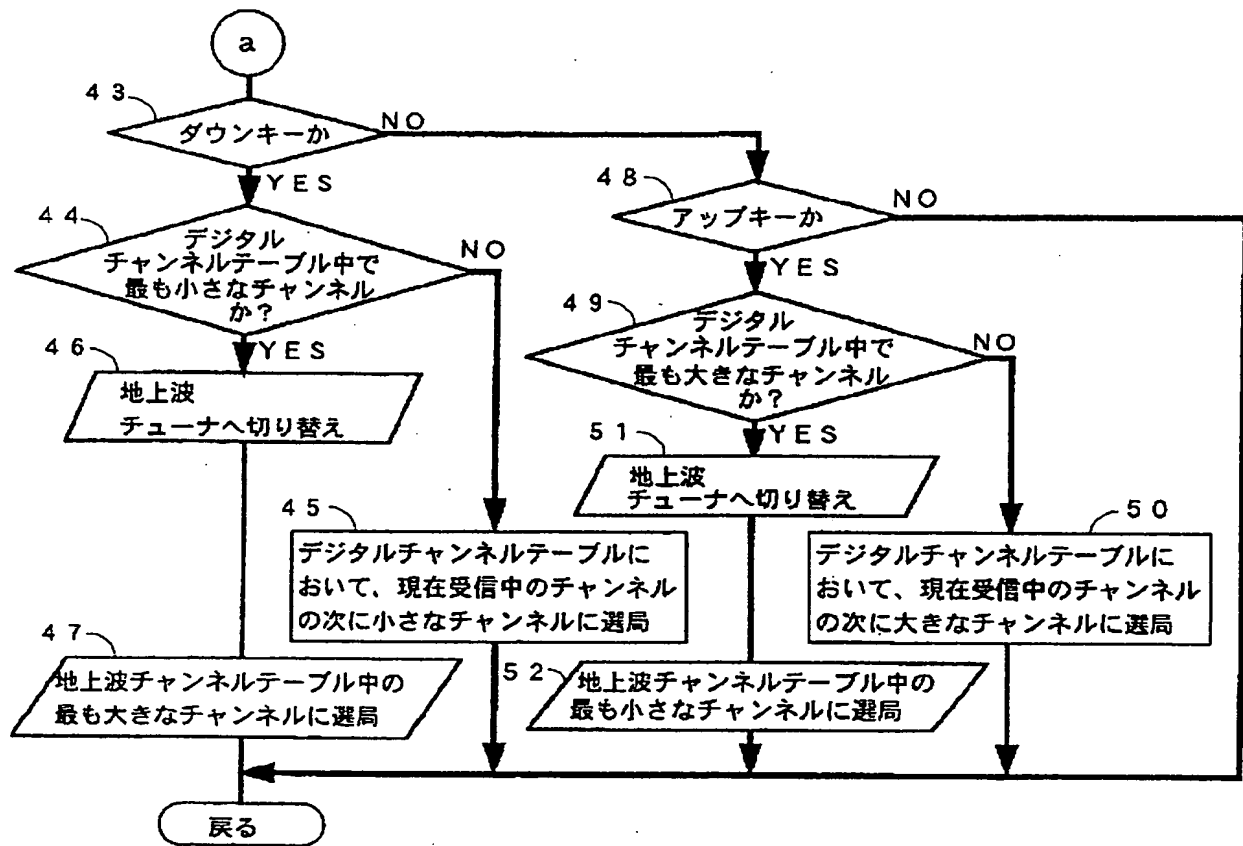 a
43
ダウンキーか
NO
YES
48
アップキーか
NO
YES
44
デジタル
チャンネルテーブル中で
最も小さなチャンネル
か?
NO
YES
49
デジタル
チャンネルテーブル中で
最も大きなチャンネル
か?
NO
YES
46
地上波
チューナへ切り替え
51
地上波
チューナへ切り替え
45
デジタルチャンネルテーブルに
おいて、現在受信中のチャンネル
の次に小さなチャンネルに選局
50
デジタルチャンネルテーブルに
おいて、現在受信中のチャンネル
の次に大きなチャンネルに選局
47
地上波チャンネルテーブル中の
最も大きなチャンネルに選局
52
地上波チャンネルテーブル中の
最も小さなチャンネルに選局
戻る